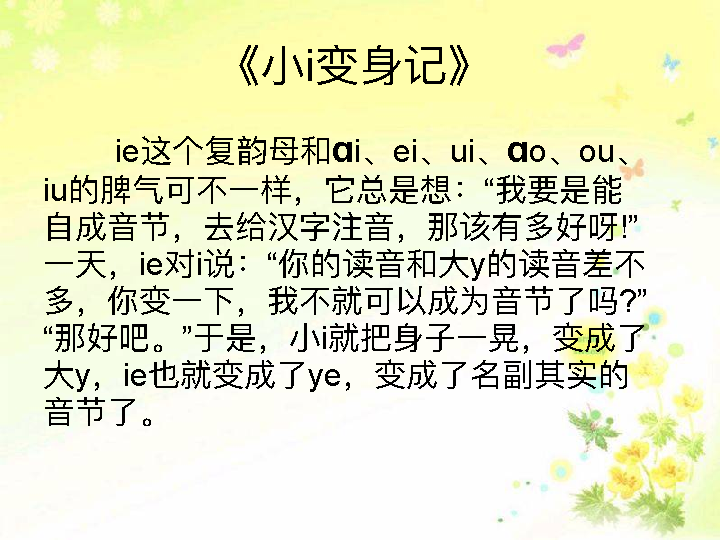 《小i变身记》
ie这个复韵母和ɑi、ei、ui、ɑo、ou、
iu的脾气可不一样，它总是想：“我要是能
自成音节，去给汉字注音，那该有多好呀!”
一天，ie对i说：“你的读音和大y的读音差不
多，你变一下，我不就可以成为音节了吗?”
“那好吧。”于是，小i就把身子一晃，变成了
大y，ie也就变成了ye，变成了名副其实的
音节了。